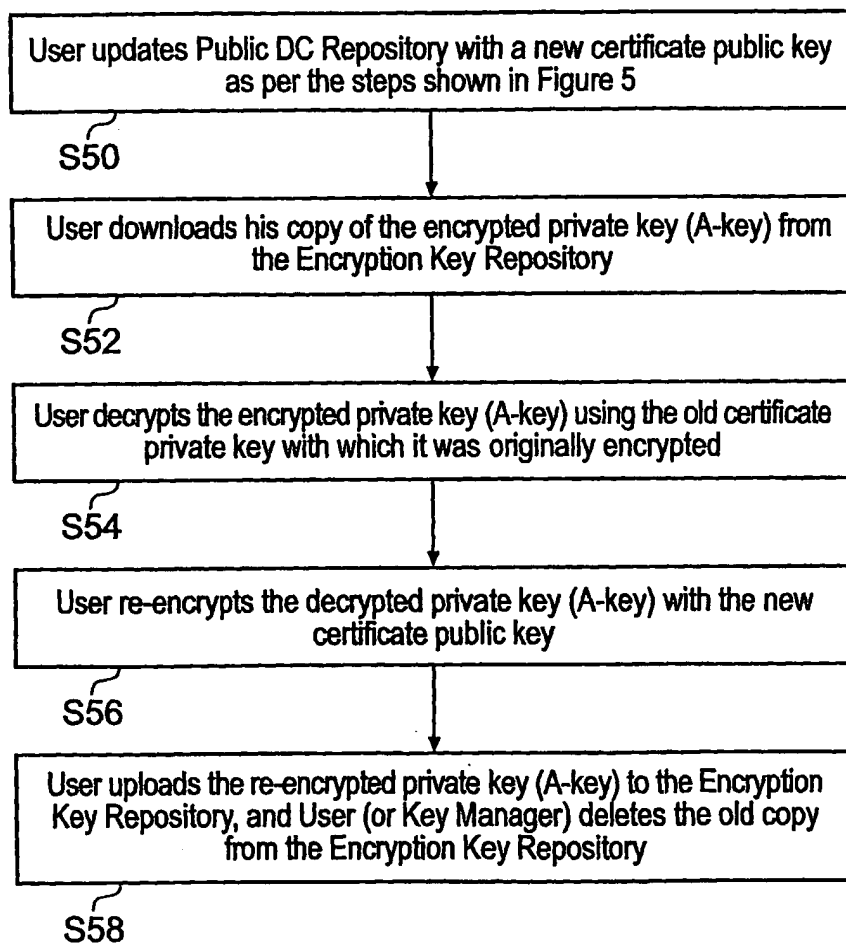 User updates Public DC Repository with a new certificate public key
as per the steps shown in Figure 5
S50
User downloads his copy of the encrypted private key (A-key) from
the Encryption Key Repository
S52
User decrypts the encrypted private key (A-key) using the old certificate
private key with which it was originally encrypted
S54
User re-encrypts the decrypted private key (A-key) with the new
certificate public key
S56
User uploads the re-encrypted private key (A-key) to the Encryption
Key Repository, and User (or Key Manager) deletes the old copy
from the Encryption Key Repository
S58